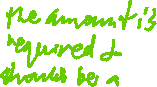 the amount is
required &
should be a